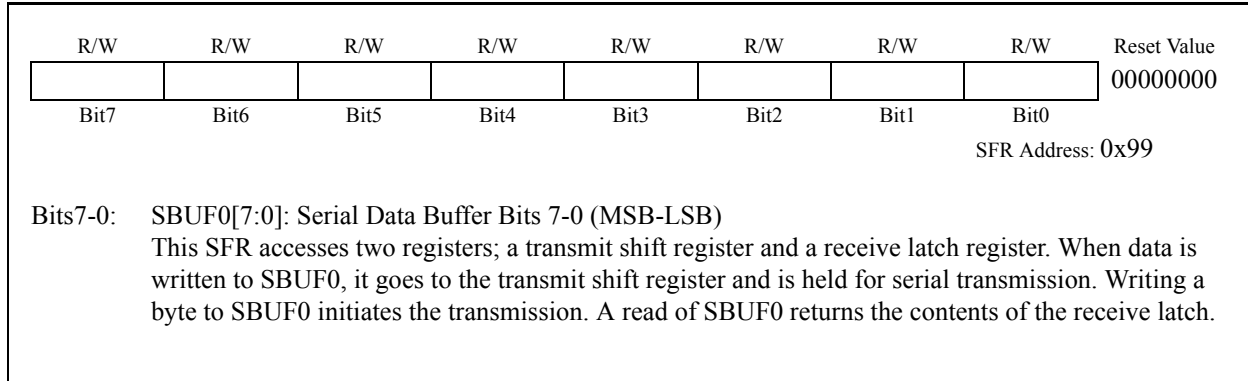 R/W R/W R/W R/W R/W R/W R/W R/W Reset Value
00000000
Bit7 Bit6 Bit5 Bit4 Bit3 Bit2 Bit1 Bit0
SFR Address: 0x99
Bits7-0: SBUF0[7:0]: Serial Data Buffer Bits 7-0 (MSB-LSB)
This SFR accesses two registers; a transmit shift register and a receive latch register. When data is
written to SBUF0, it goes to the transmit shift register and is held for serial transmission. Writing a
byte to SBUF0 initiates the transmission. A read of SBUF0 returns the contents of the receive latch.